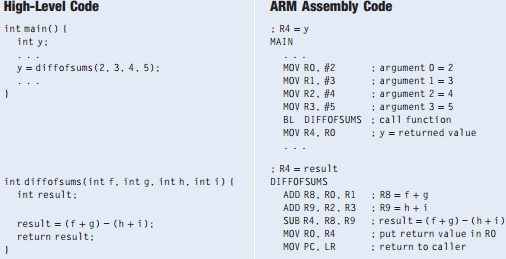 High-Level Code
int main() {
int y;
...
y = diffofsums(2, 3, 4, 5);
...
}
int diffofsums(int f, int g, int h, int i) {
int result;
result = (f + g) − (h + i);
return result;
}
ARM Assembly Code
; R4 = y
MAIN
...
MOV R0, #2 ; argument 0 = 2
MOV R1, #3 ; argument 1 = 3
MOV R2, #4 ; argument 2 = 4
MOV R3, #5 ; argument 3 = 5
BL DIFFOFSUMS ; call function
MOV R4, R0 ; y = returned value
...
; R4 = result
DIFFOFSUMS
ADD R8, R0, R1 ; R8 = f + g
ADD R9, R2, R3 ; R9 = h + i
SUB R4, R8, R9 ; result = (f + g) − (h + i)
MOV R0, R4 ; put return value in R0
MOV PC, LR ; return to caller